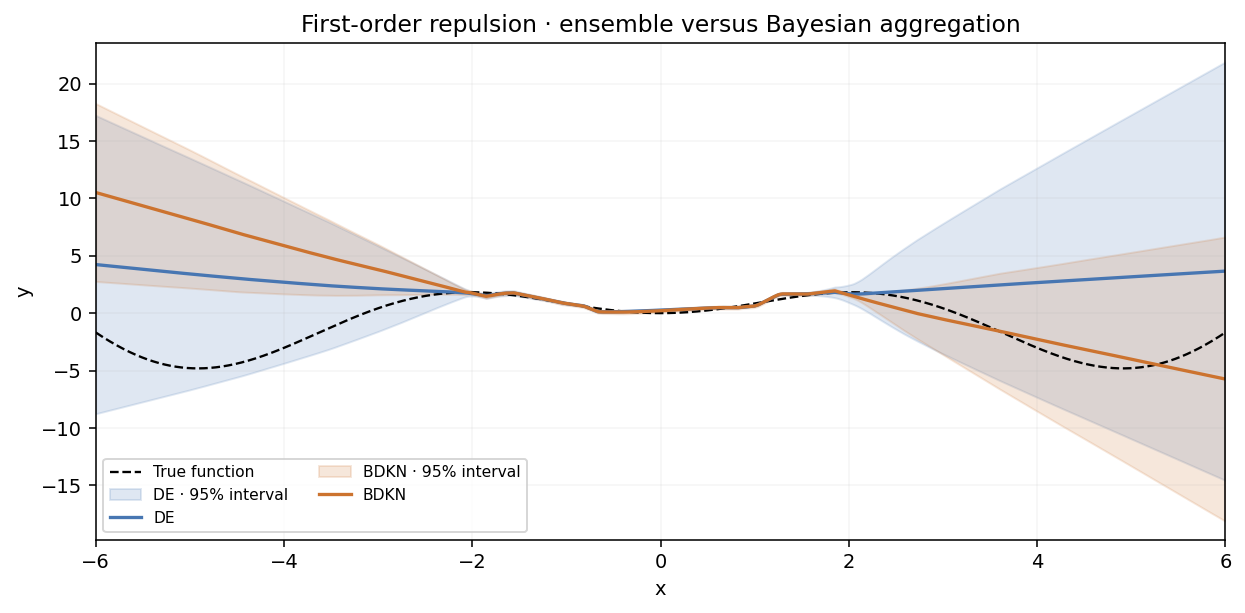 First-order repulsion · ensemble versus Bayesian aggregation
y
20
15
10
5
0
−5
−10
−15
True function
DE · 95% interval
DE
BDKN · 95% interval
BDKN
−6
−4
−2
0
2
4
6
x